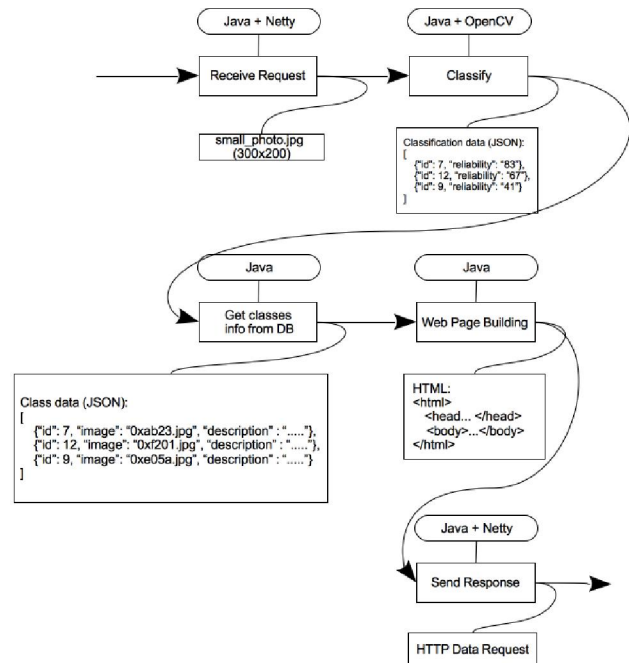 Java + Netty
Java + OpenCV
Receive Request
Classify
small_photo.jpg
(300x200)
Classification data (JSON):
[
{"id": 7, "reliability": "83"},
{"id": 12, "reliability": "67"},
{"id": 9, "reliability": "41"}
]
Java
Java
Get classes
info from DB
Web Page Building
Class data (JSON):
[
{"id": 7, "image": "0xab23.jpg", "description" : "....."},
{"id": 12, "image": "0xf201.jpg", "description" : "....."},
{"id": 9, "image": "0xe05a.jpg", "description" : "....."}
]
HTML:
<html>
<head... </head>
<body>...</body>
</html>
Java + Netty
Send Response
HTTP Data Request